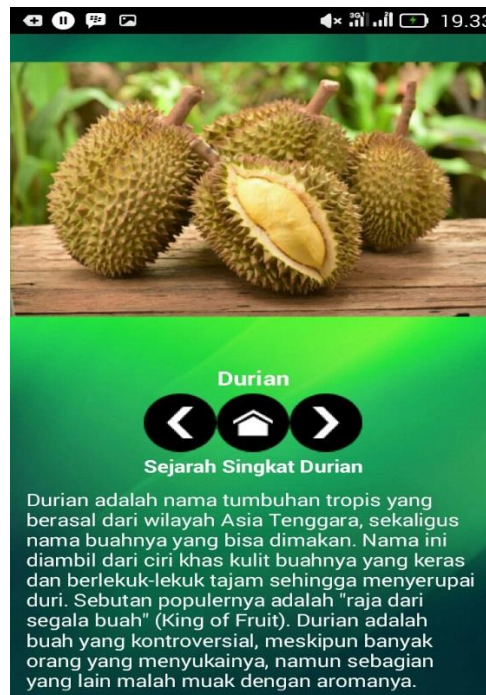 3G
19.33
Durian
Sejarah Singkat Durian
Durian adalah nama tumbuhan tropis yang
berasal dari wilayah Asia Tenggara, sekaligus
nama buahnya yang bisa dimakan. Nama ini
diambil dari ciri khas kulit buahnya yang keras
dan berlekuk-lekuk tajam sehingga menyerupai
duri. Sebutan populernya adalah "raja dari
segala buah" (King of Fruit). Durian adalah
buah yang kontroversial, meskipun banyak
orang yang menyukainya, namun sebagian
yang lain malah muak dengan aromanya.